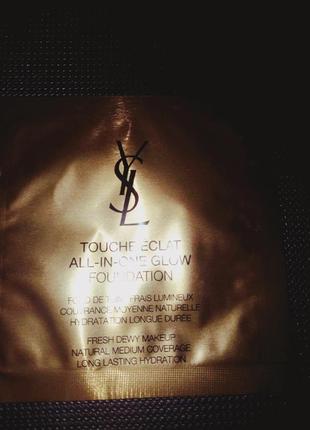 YSL
TOUCHE ÉCLAT
ALL-IN-ONE GLOW
FOUNDATION
FOND DE TEINT FRAIS LUMINEUX
COUVRANCE MOYENNE NATURELLE
HYDRATATION LONGUE DURÉE
FRESH DEWY MAKEUP
NATURAL MEDIUM COVERAGE
LONG LASTING HYDRATION